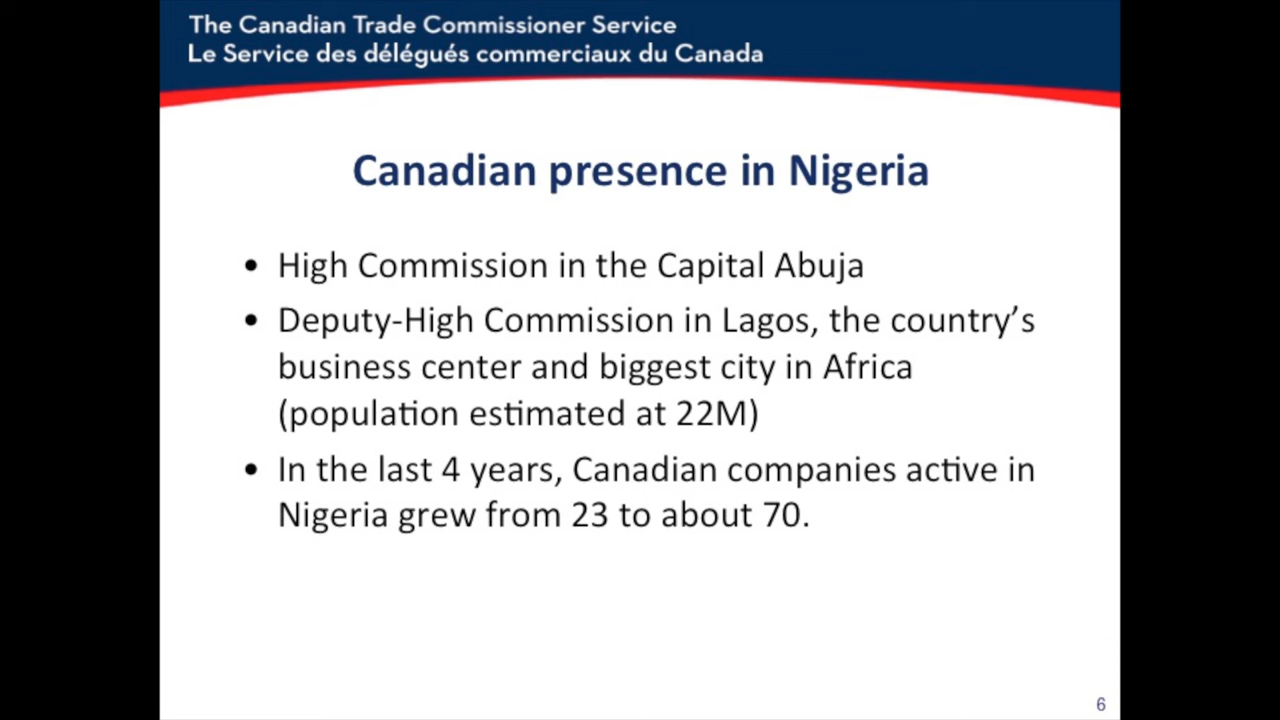 The Canadian Trade Commissioner Service
Le Service des délégués commerciaux du Canada
Canadian presence in Nigeria
• High Commission in the Capital Abuja
• Deputy-High Commission in Lagos, the country’s
business center and biggest city in Africa
(population estimated at 22M)
• In the last 4 years, Canadian companies active in
Nigeria grew from 23 to about 70.
6